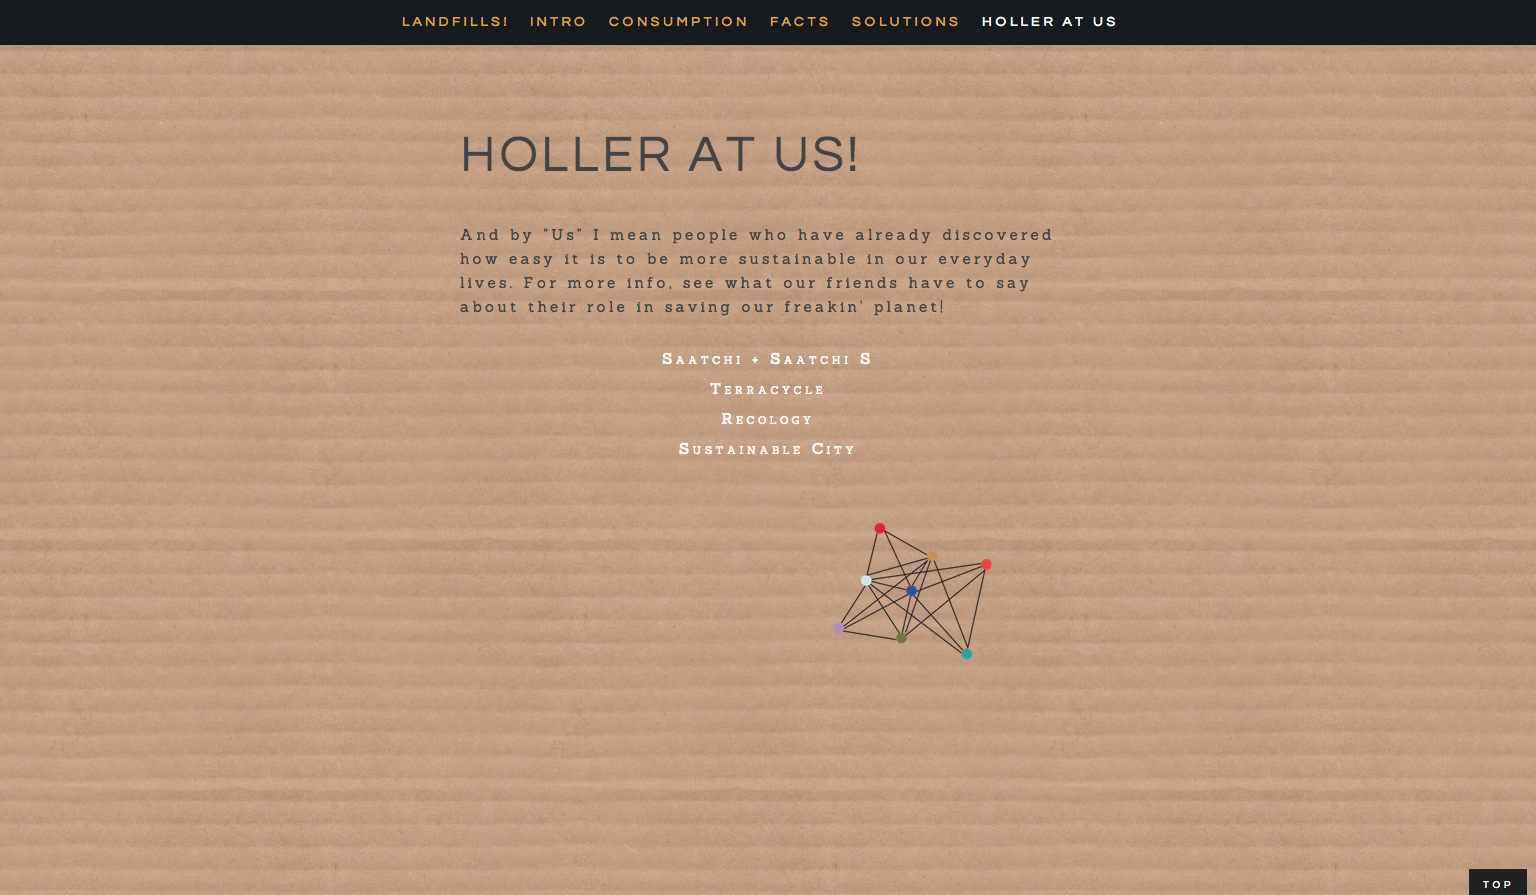 LANDFILLS! INTRO CONSUMPTION FACTS SOLUTIONS HOLLER AT US
HOLLER AT US!
And by "Us" I mean people who have already discovered
how easy it is to be more sustainable in our everyday
lives. For more info, see what our friends have to say
about their role in saving our freakin' planet!
Saatchi + Saatchi S
Terracycle
Recology
Sustainable City
TOP